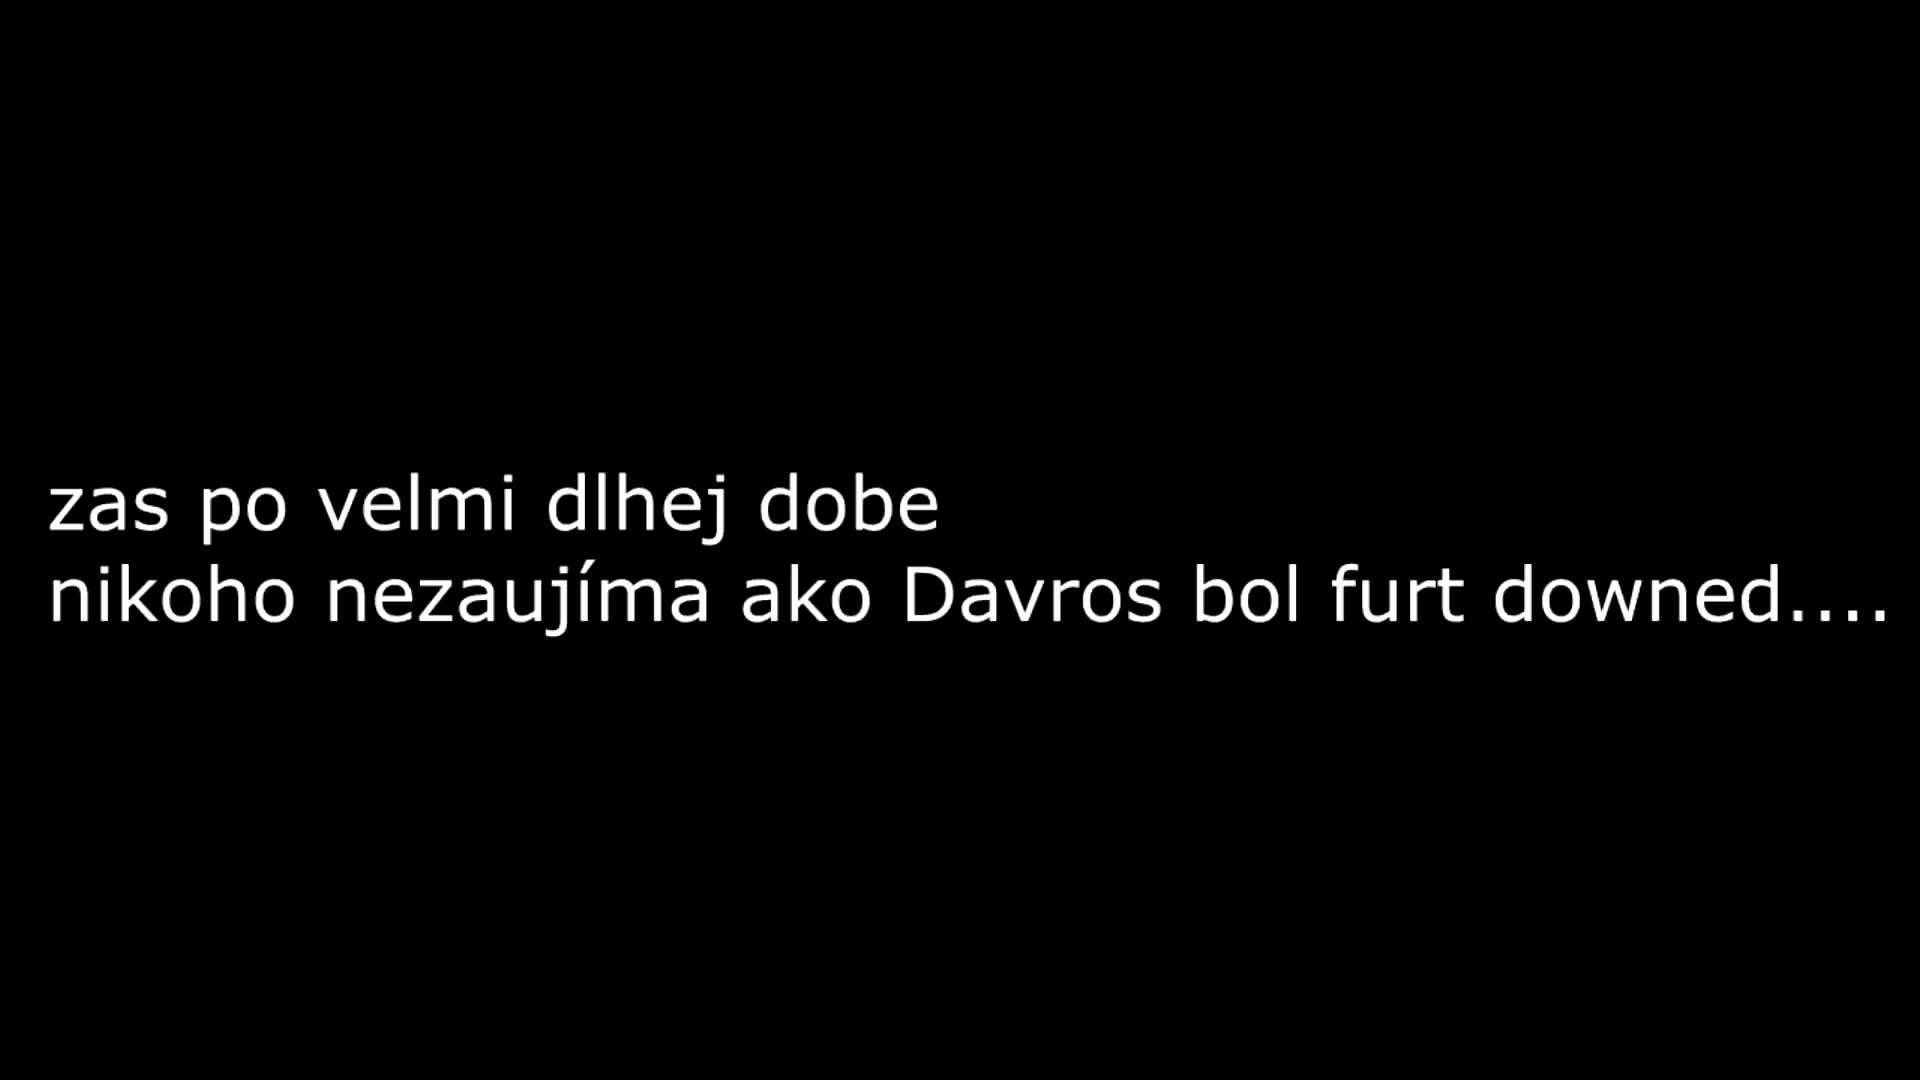 zas po velmi dlhej dobe
nikoho nezaujíma ako Davros bol furt downed....